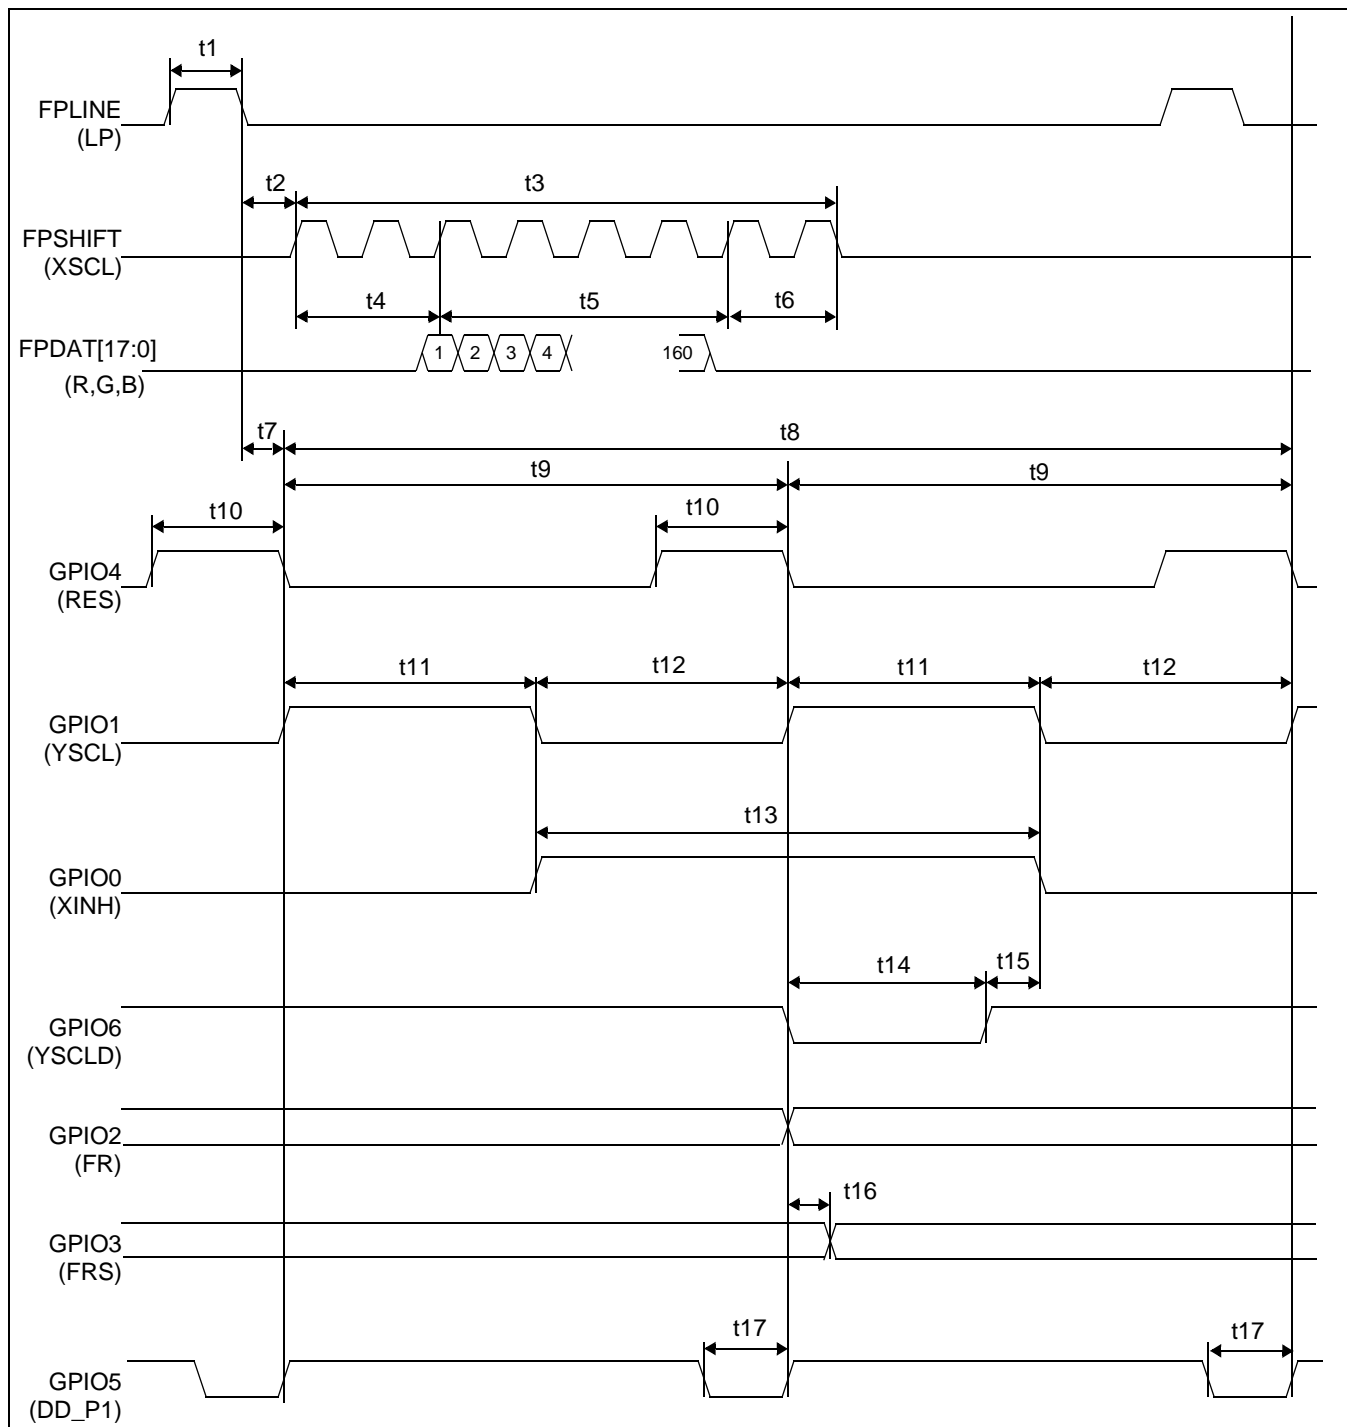 t1
FPLINE
(LP)
t2
t3
FPSHIFT
(XSCL)
t4
t5
t6
FPDAT[17:0]
(R,G,B)
1
2
3
4
160
t7
t8
t9
t9
t10
t10
GPIO4
(RES)
t11
t12
t11
t12
GPIO1
(YSCL)
t13
GPIO0
(XINH)
t14
t15
GPIO6
(YSCLD)
GPIO2
(FR)
t16
GPIO3
(FRS)
t17
t17
GPIO5
(DD_P1)